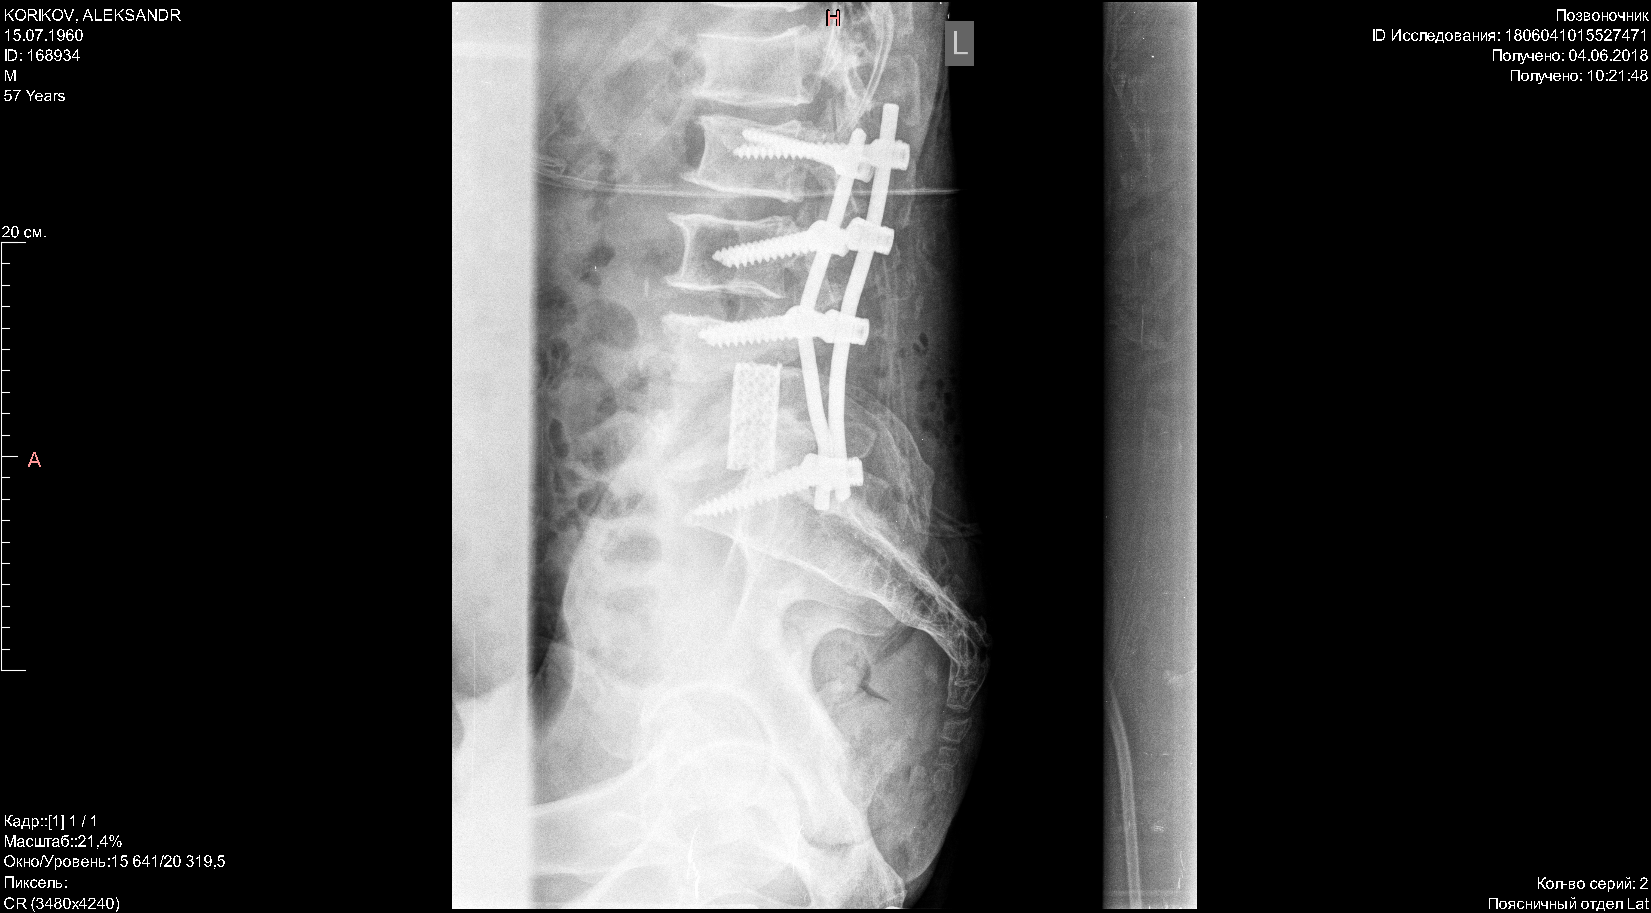 KORIKOV, ALEKSANDR
15.07.1960
ID: 168934
M
57 Years
Позвоночник
ID Исследования: 1806041015527471
Получено: 04.06.2018
Получено: 10:21:48
H
L
20 см.
A
Кадр::[1] 1 / 1
Масштаб::21,4%
Окно/Уровень:15 641/20 319,5
Пиксель:
CR (3480x4240)
Кол-во серий: 2
Поясничный отдел Lat